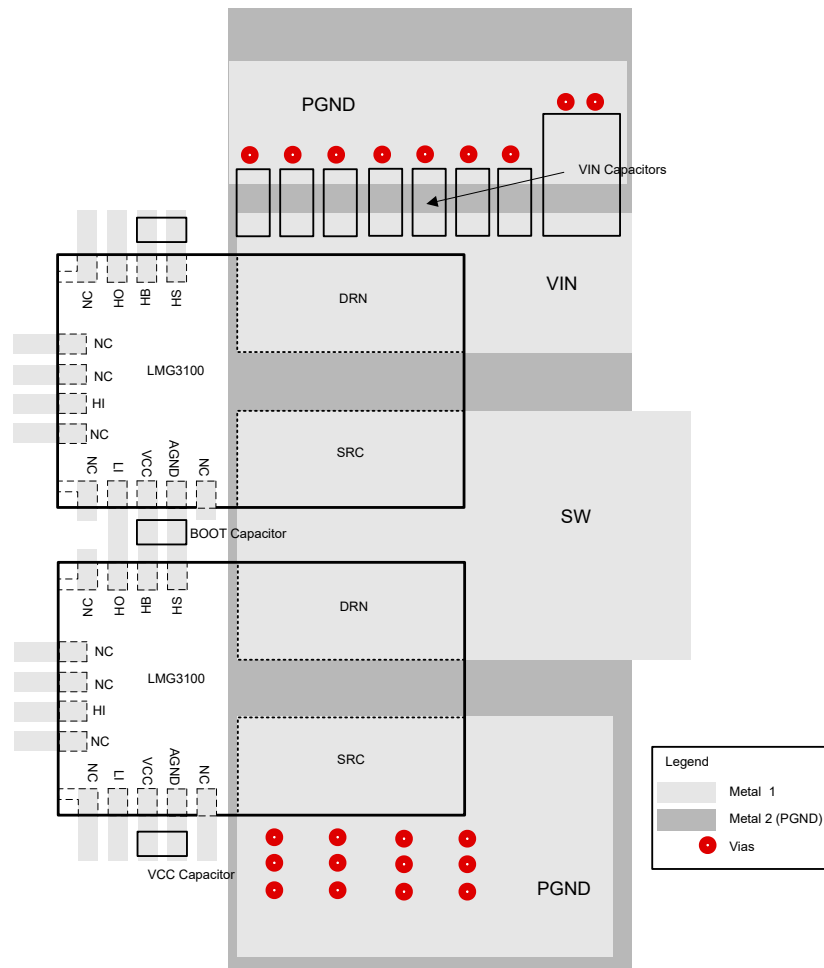 PGND
VIN Capacitors
NC
HO
HB
SH
DRN
VIN
NC
LMG3100
NC
HI
NC
NC
LI
VCC
AGND
NC
SRC
SW
BOOT Capacitor
NC
HO
HB
SH
DRN
NC
LMG3100
NC
HI
NC
NC
LI
VCC
AGND
NC
SRC
VCC Capacitor
PGND
Legend
Metal 1
Metal 2 (PGND)
Vias